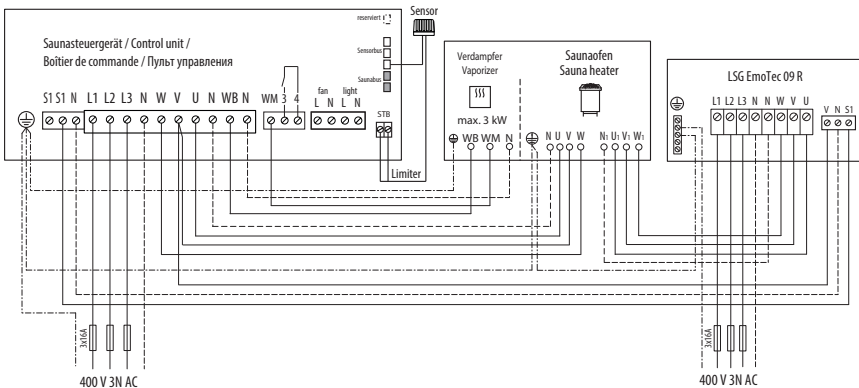 reserviert
Sensor
Saunasteuergerät / Control unit /
Boîtier de commande / Пульт управления
Sensorbus
Saunabus
Verdampfer
Vaporizer
max. 3 kW
Saunaofen
Sauna heater
LSG EmoTec 09 R
S1 S1 N L1 L2 L3 N W V U N WB N
WM 3 4
fan light
L N L N
STB
Limiter
WB WM N
N U V W
N1 U1 V1 W1
L1 L2 L3 N N W V U
V N S1
3x16A
400 V 3N AC
3x16A
400 V 3N AC